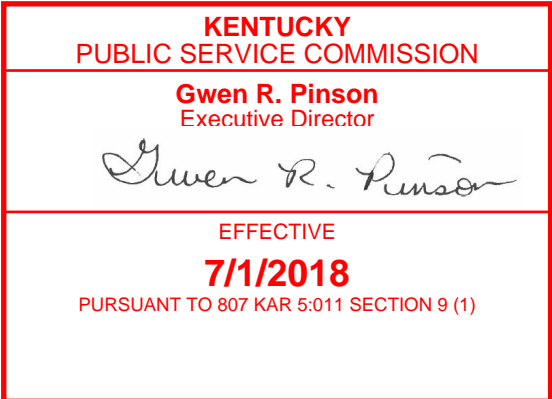 KENTUCKY
PUBLIC SERVICE COMMISSION
Gwen R. Pinson
Executive Director
Gwen R. Pinson
EFFECTIVE
7/1/2018
PURSUANT TO 807 KAR 5:011 SECTION 9 (1)